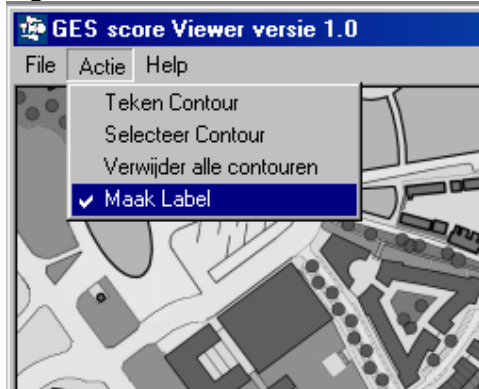 GES score Viewer versie 1.0
File Actie Help
Teken Contour
Selecteer Contour
Verwijder alle contouren
Maak Label